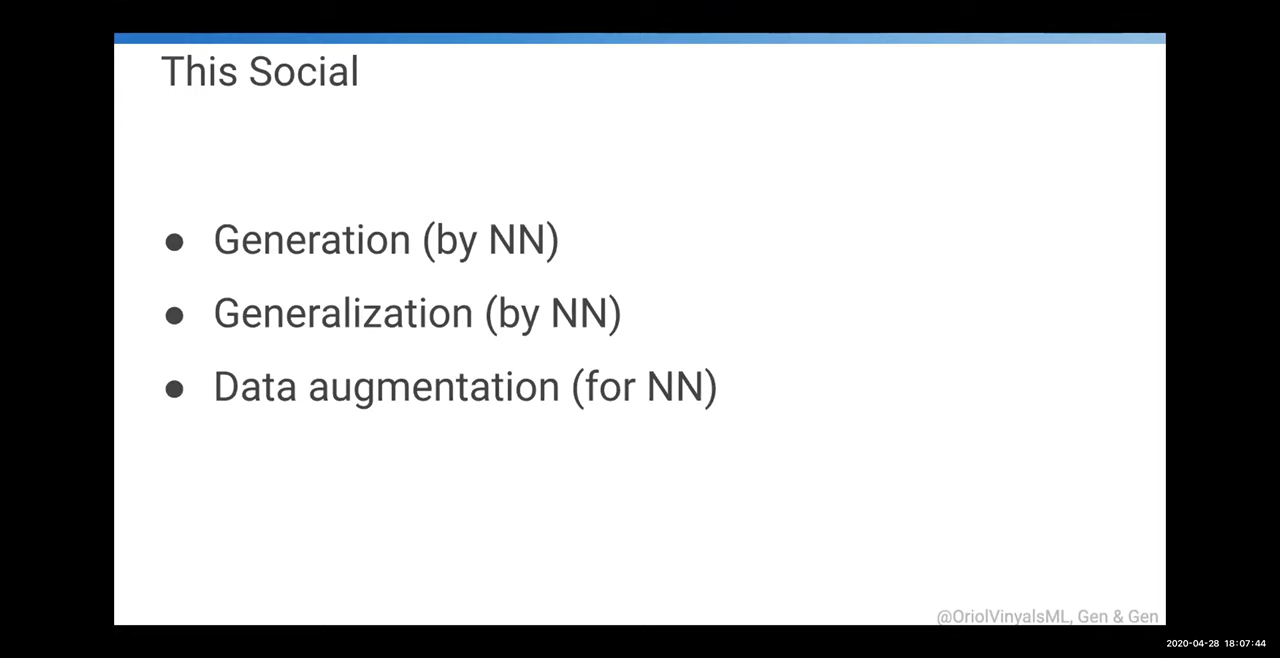 This Social
● Generation (by NN)
● Generalization (by NN)
● Data augmentation (for NN)
@OriolVinyalsML, Gen & Gen
2020-04-28 18:07:44